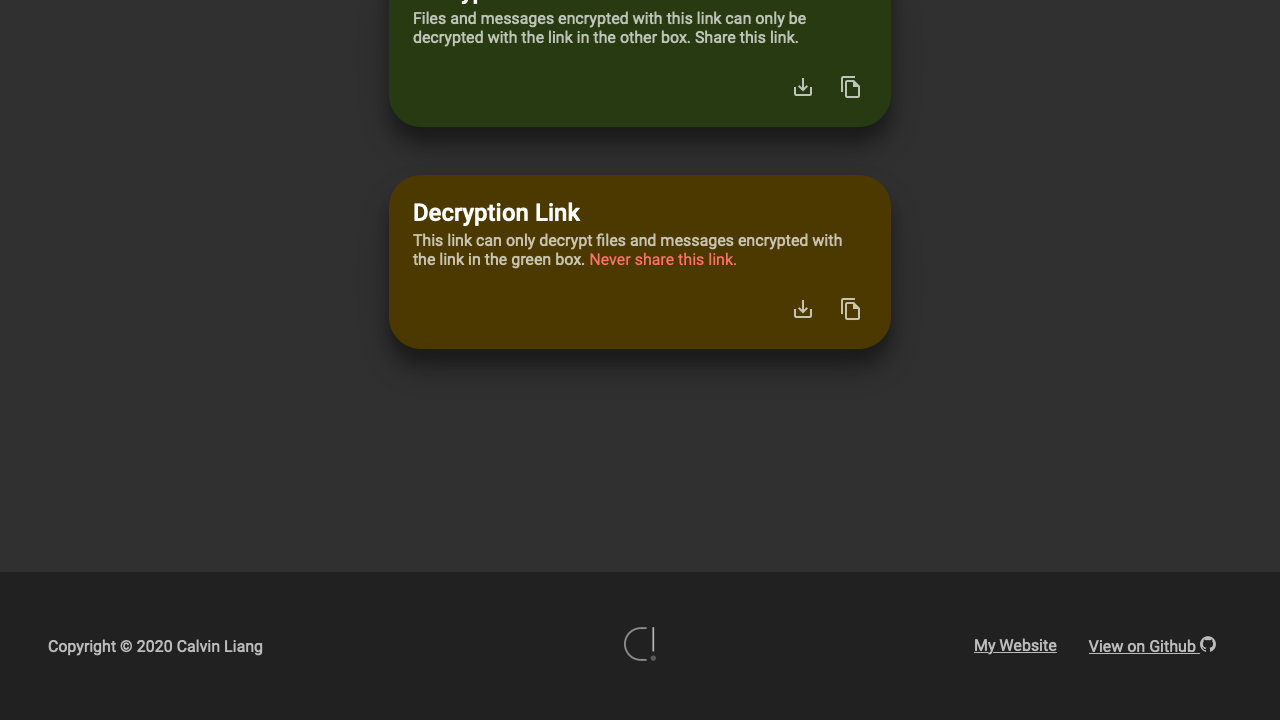 Files and messages encrypted with this link can only be
decrypted with the link in the other box. Share this link.
Decryption Link
This link can only decrypt files and messages encrypted with
the link in the green box. Never share this link.
Copyright © 2020 Calvin Liang
My Website
View on Github